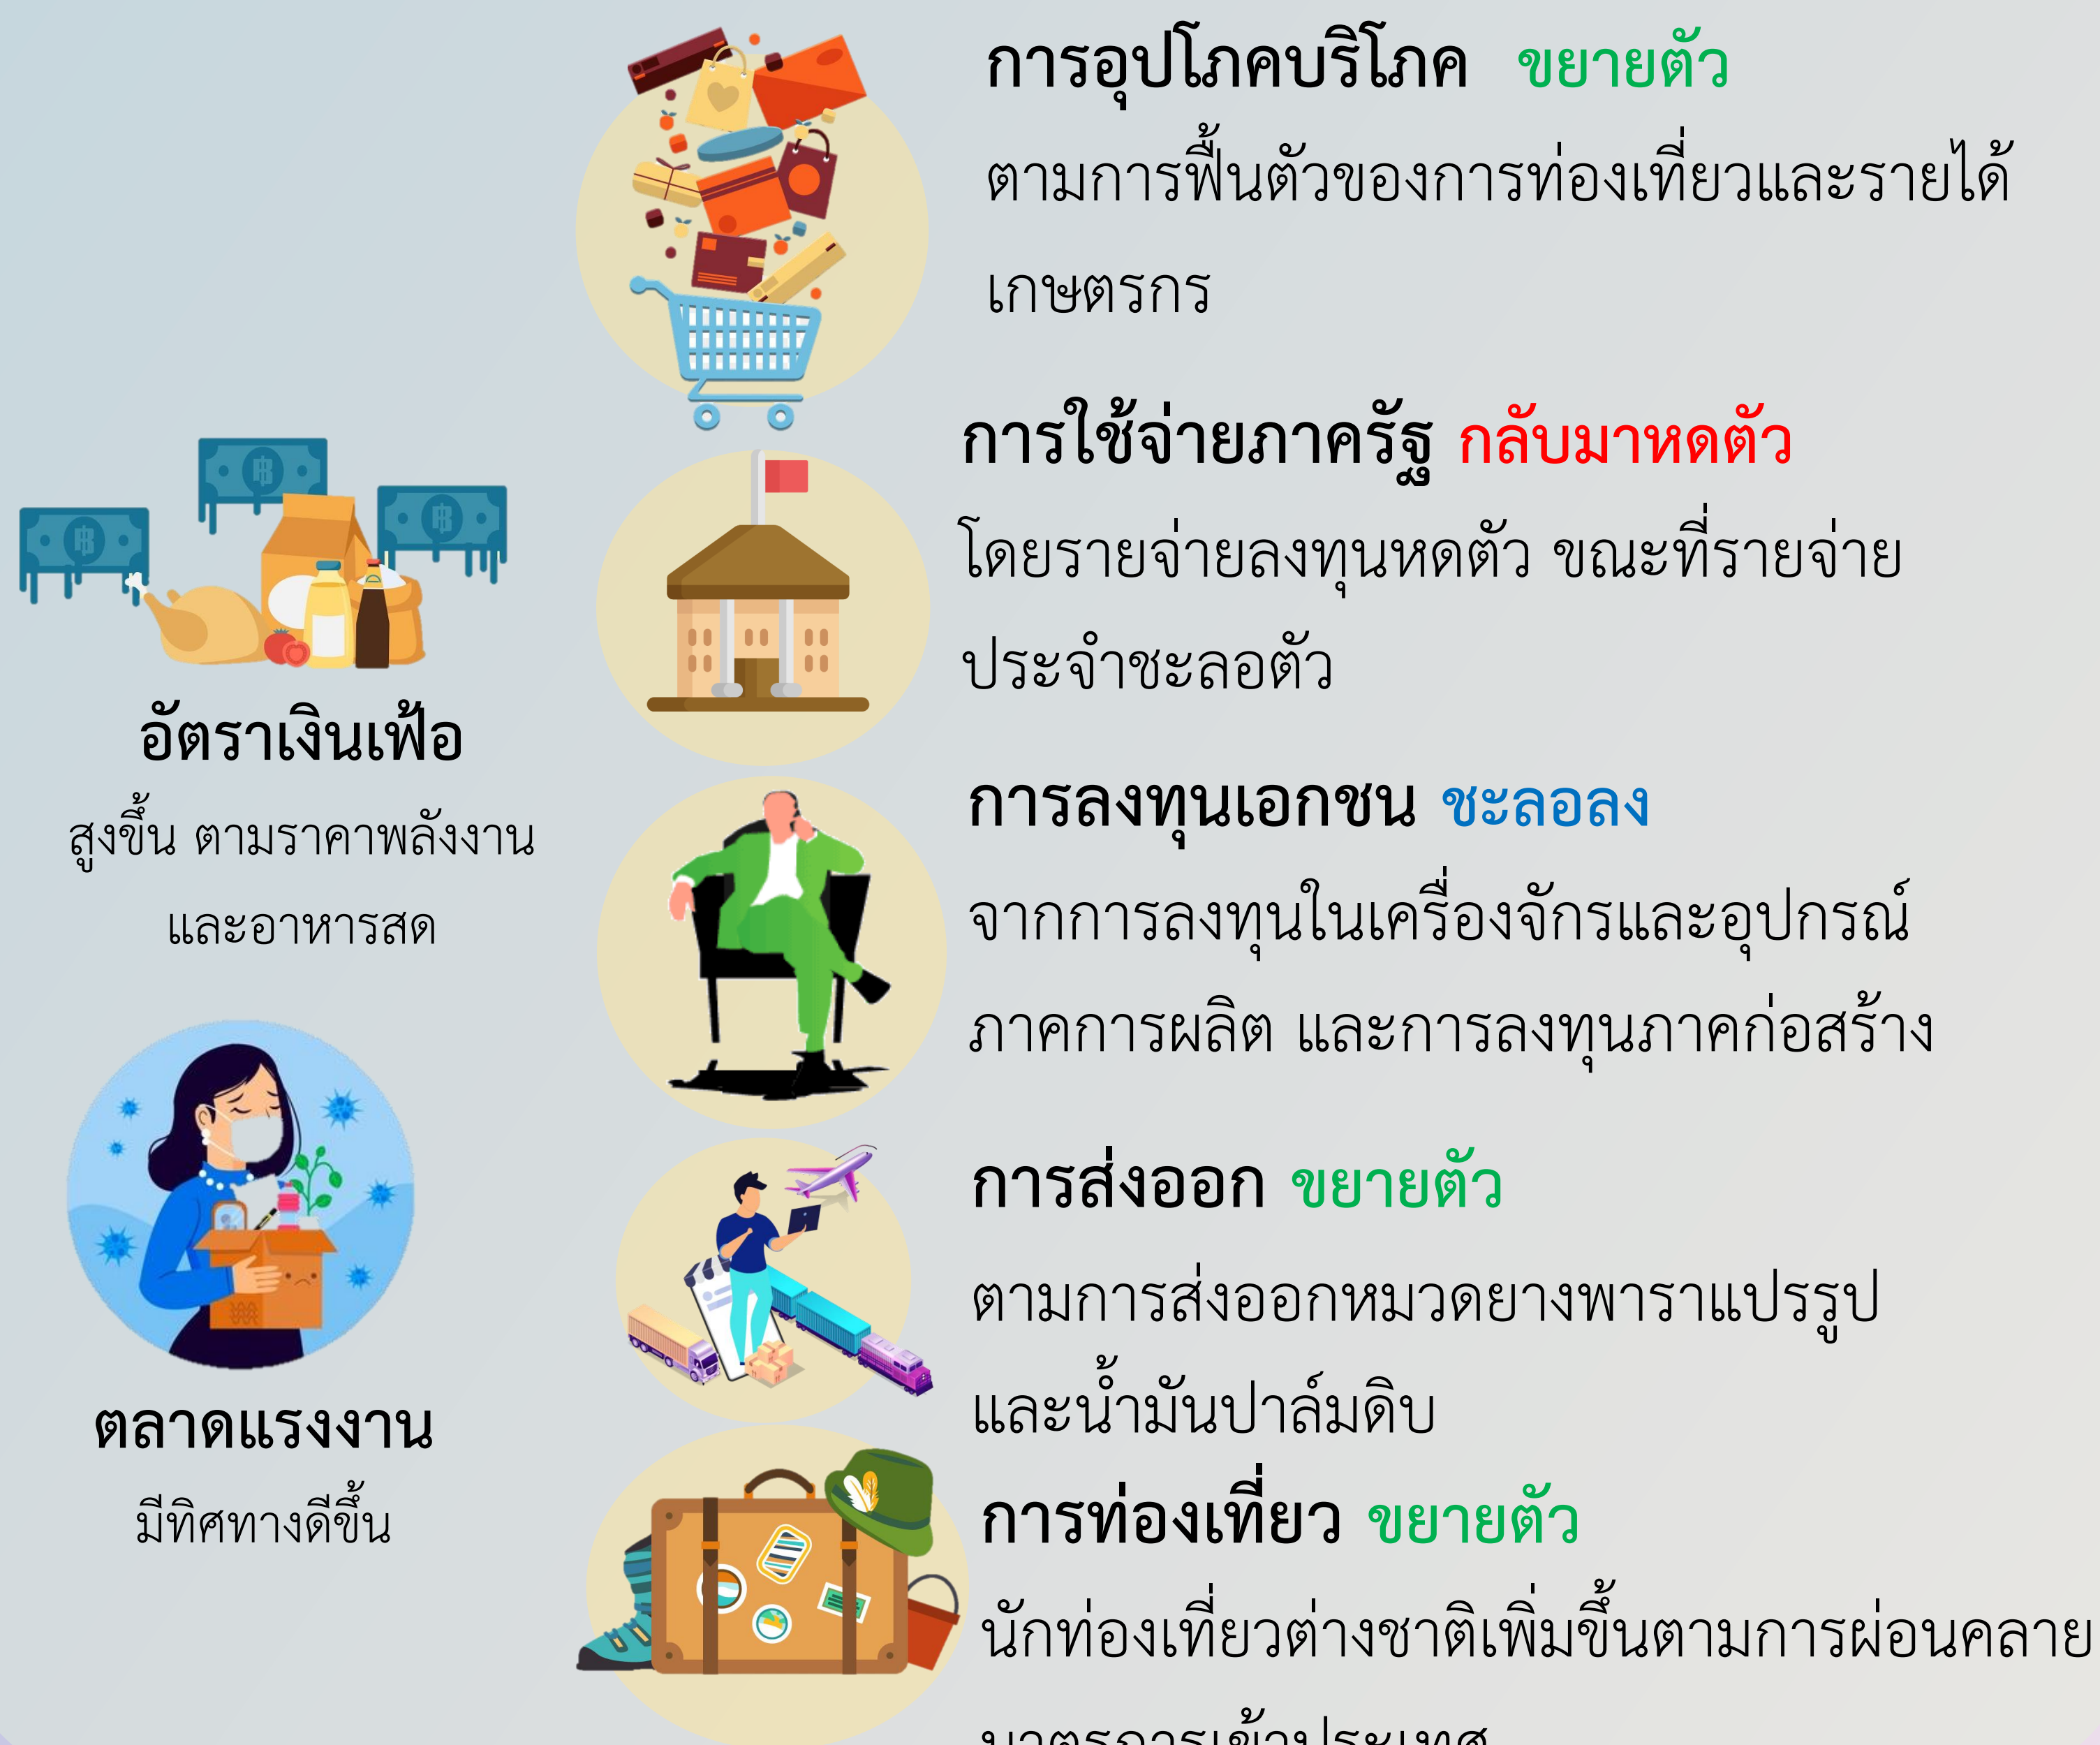 การอุปโภคบริโภค ขยายตัว
ตามการฟื้นตัวของการท่องเที่ยวและรายได้
เกษตรกร
การใช้จ่ายภาครัฐ กลับมาหดตัว
โดยรายจ่ายลงทุนหดตัว ขณะที่รายจ่าย
ประจำชะลอตัว
อัตราเงินเฟ้อ
สูงขึ้น ตามราคาพลังงาน
และอาหารสด
การลงทุนเอกชน ชะลอลง
จากการลงทุนในเครื่องจักรและอุปกรณ์
ภาคการผลิต และการลงทุนภาคก่อสร้าง
การส่งออก ขยายตัว
ตามการส่งออกหมวดยางพาราแปรรูป
และน้ำมันปาล์มดิบ
ตลาดแรงงาน
มีทิศทางดีขึ้น
การท่องเที่ยว ขยายตัว
นักท่องเที่ยวต่างชาติเพิ่มขึ้นตามการผ่อนคลาย
มาตรการเข้าประเทศ